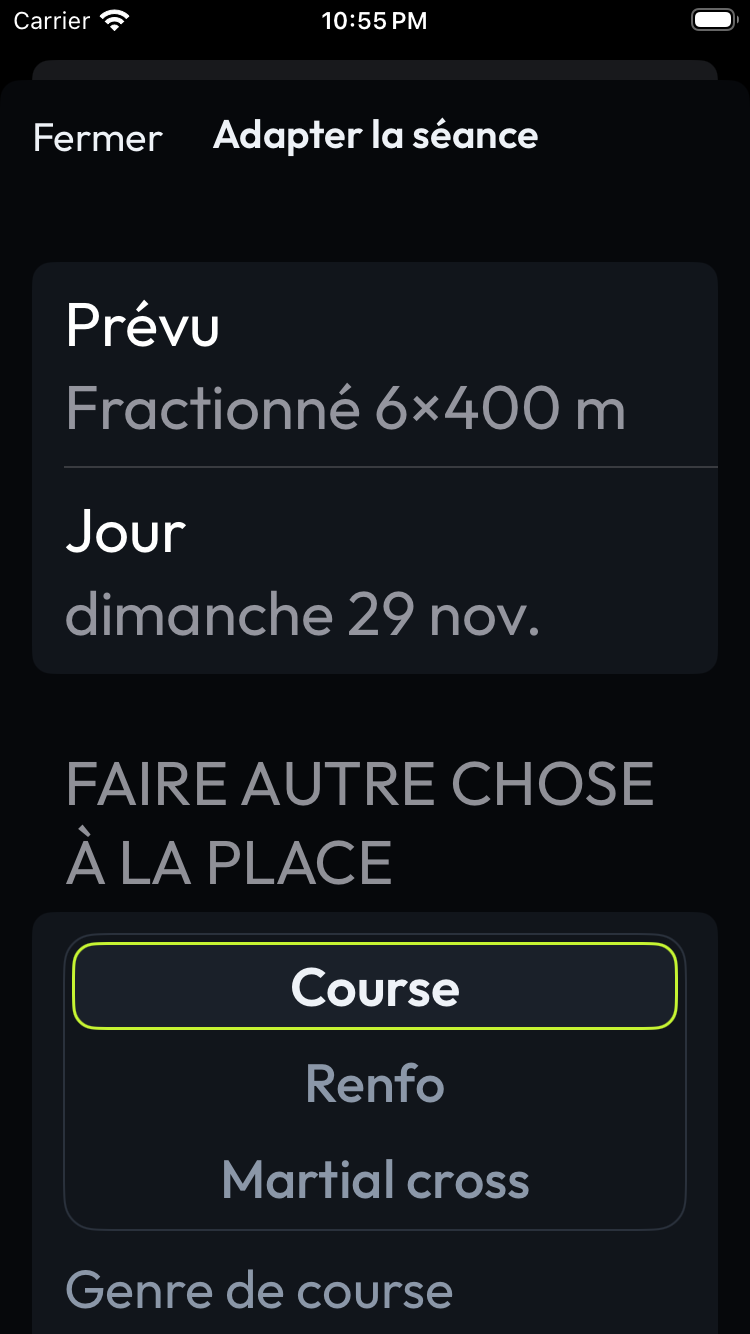 Carrier 10:55 PM
Fermer Adapter la séance
Prévu
Fractionné 6×400 m
Jour
dimanche 29 nov.
FAIRE AUTRE CHOSE
À LA PLACE
Course
Renfo
Martial cross
Genre de course